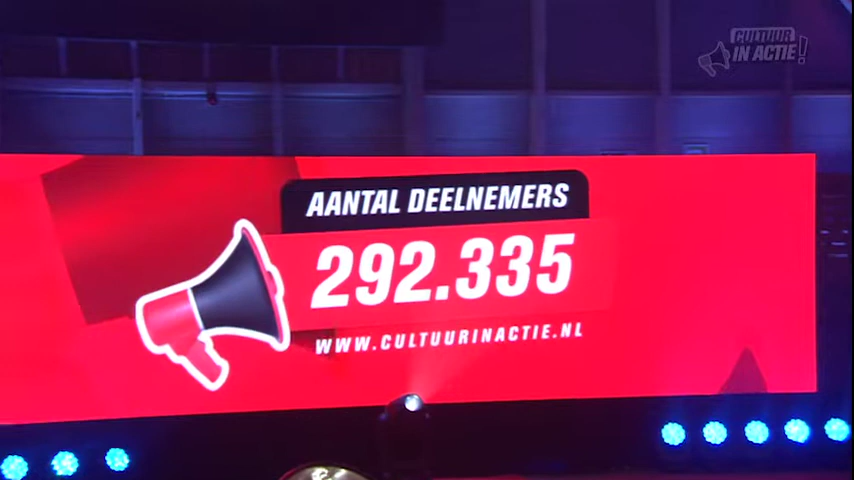 CULTUUR
IN ACTIE!
AANTAL DEELNEMERS
292.335
WWW.CULTUURINACTIE.NL